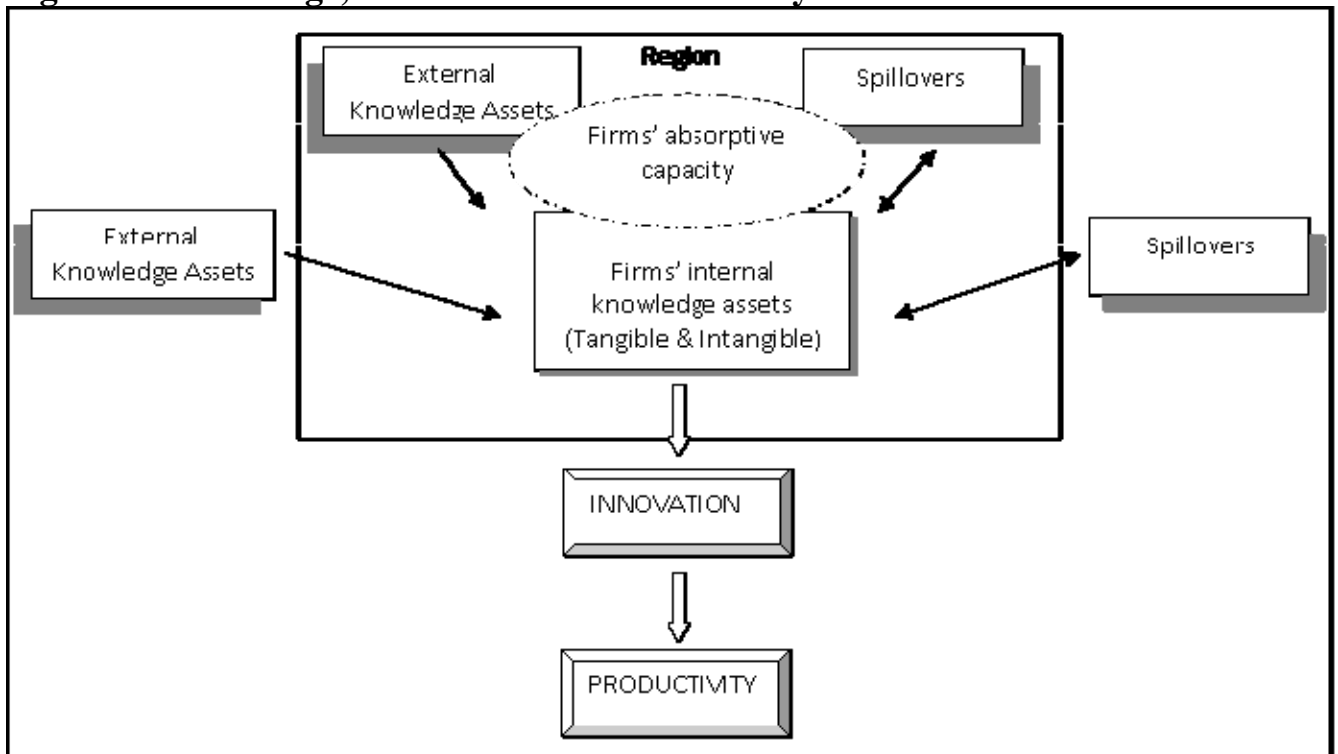 Region
External
Knowledge Assets
Spillovers
Firms' absorptive
capacity
External
Knowledge Assets
Spillovers
Firms' internal
knowledge assets
(Tangible & Intangible)
INNOVATION
PRODUCTIVITY